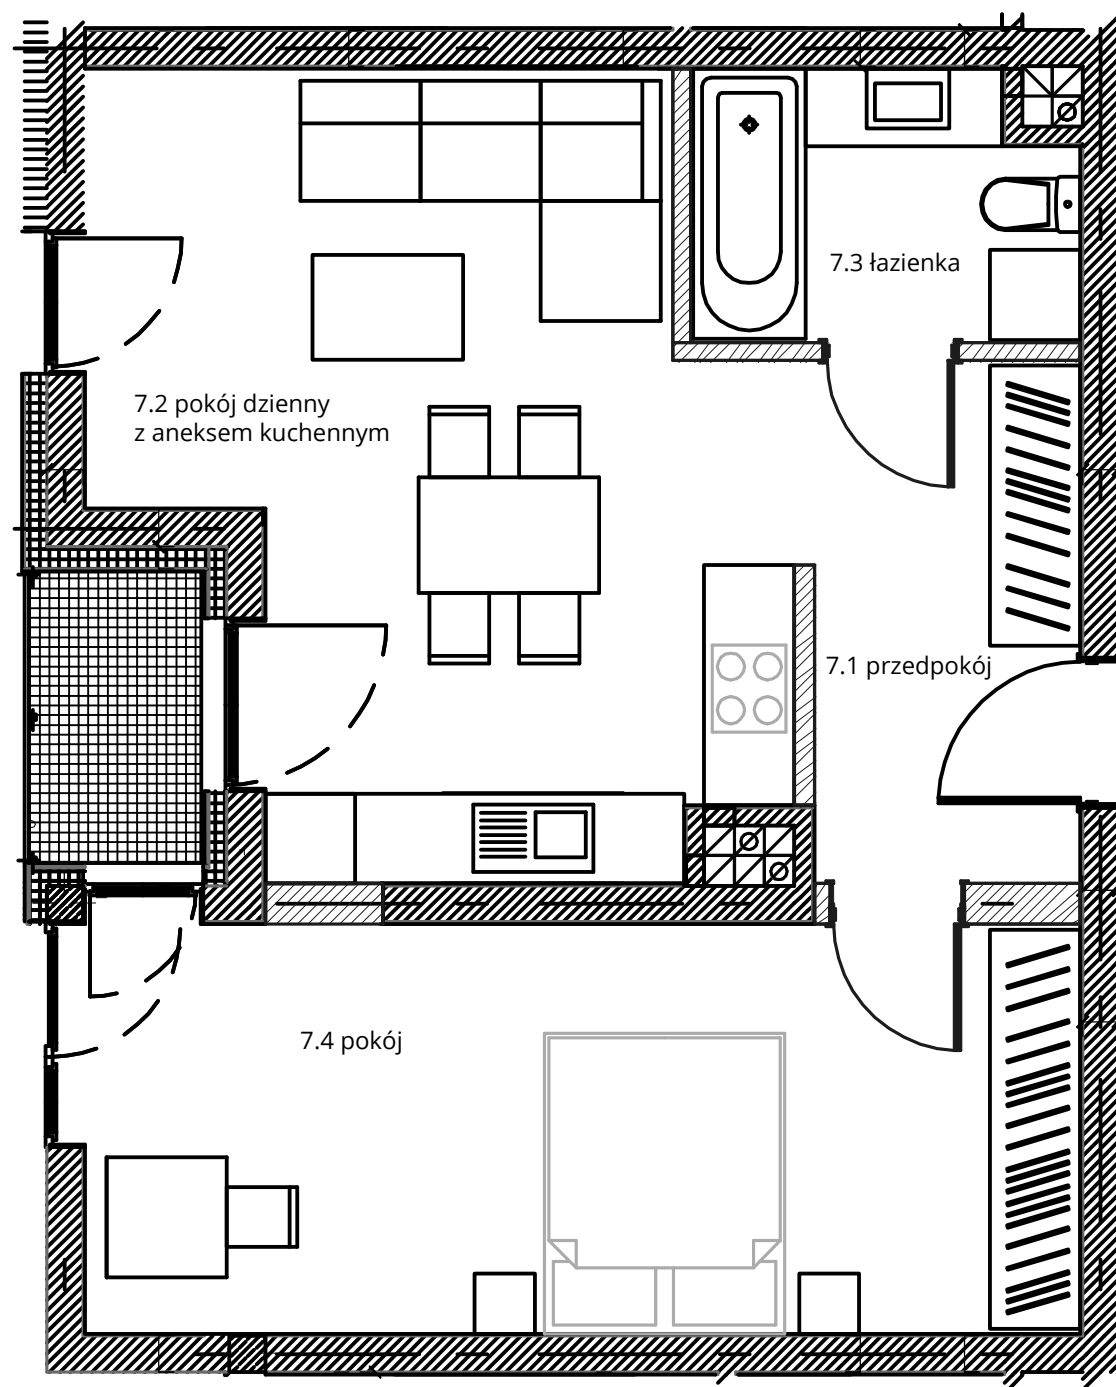 7.3 łazienka
7.2 pokój dzienny
z aneksem kuchennym
7.1 przedpokój
7.4 pokój